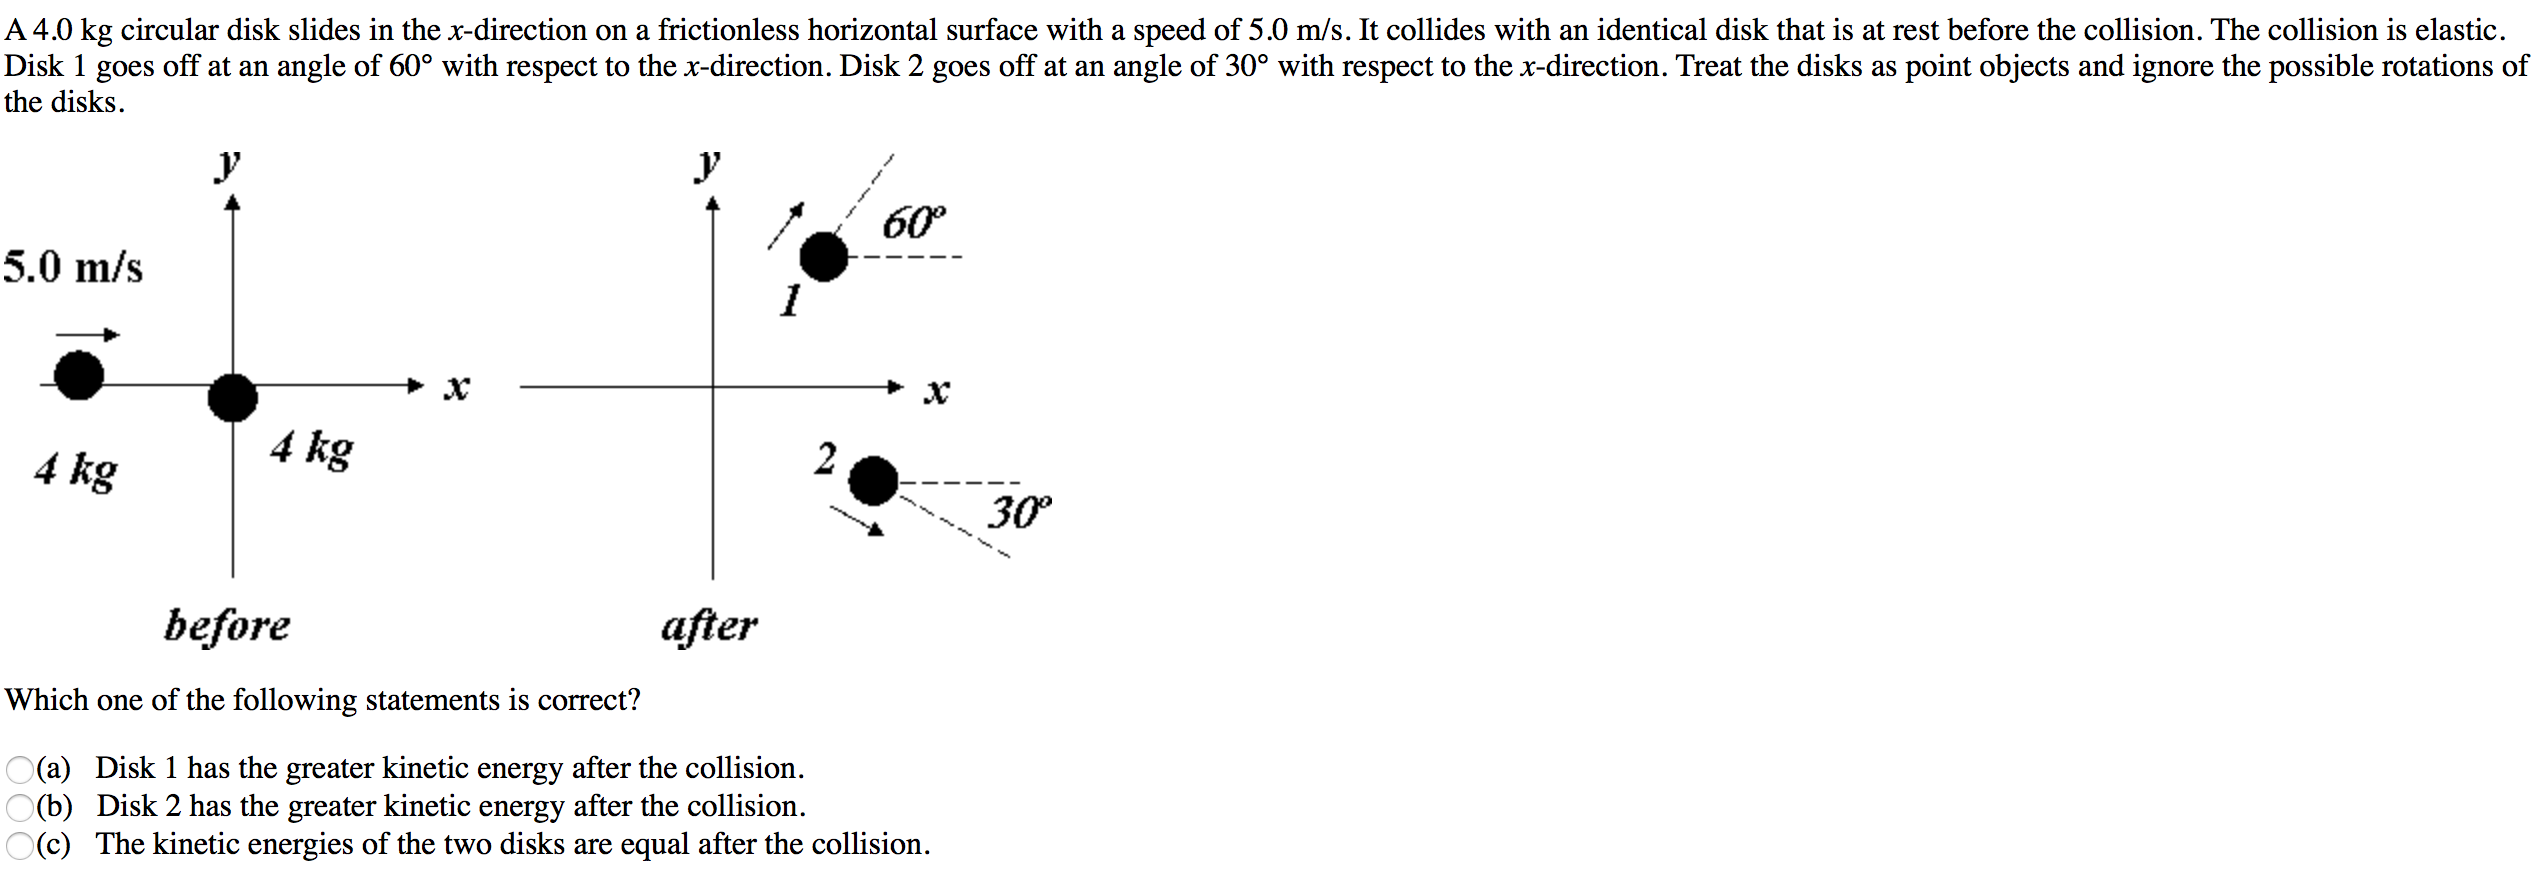 A 4.0 kg circular disk slides in the x-direction on a frictionless horizontal surface with a speed of 5.0 m/s. It collides with an identical disk that is at rest before the collision. The collision is elastic.
Disk 1 goes off at an angle of 60° with respect to the x-direction. Disk 2 goes off at an angle of 30° with respect to the x-direction. Treat the disks as point objects and ignore the possible rotations of
the disks.
y
5.0 m/s
x
4 kg
4 kg
before
y
60º
1
x
2
30º
after
Which one of the following statements is correct?
(a) Disk 1 has the greater kinetic energy after the collision.
(b) Disk 2 has the greater kinetic energy after the collision.
(c) The kinetic energies of the two disks are equal after the collision.